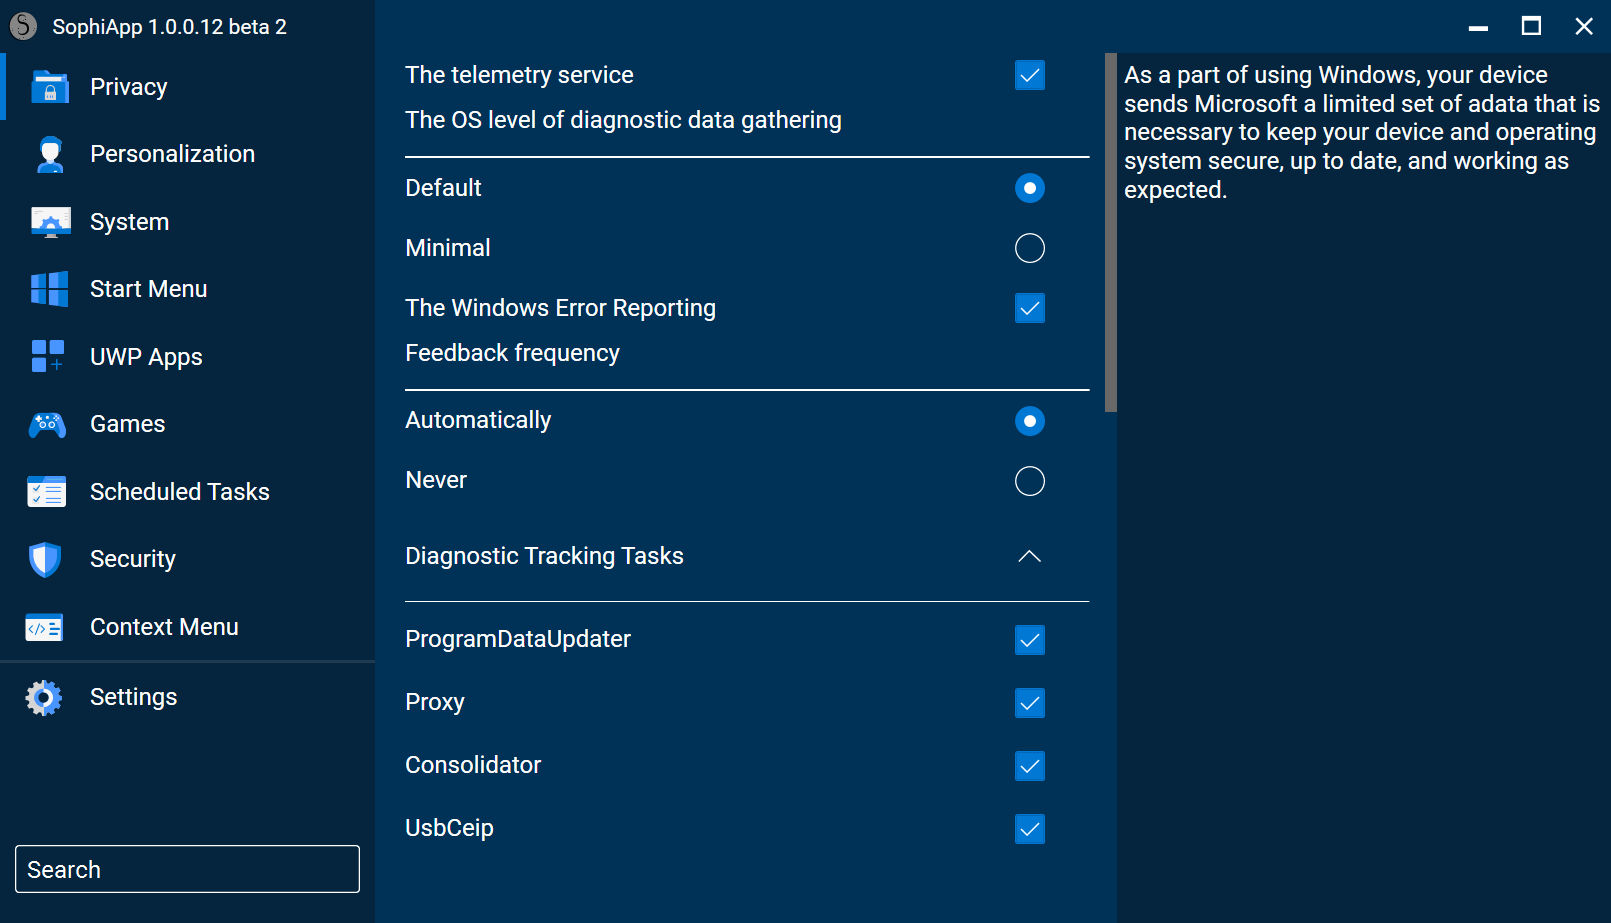 SophiApp 1.0.0.12 beta 2
Privacy
Personalization
System
Start Menu
UWP Apps
Games
Scheduled Tasks
Security
Context Menu
Settings
Search
The telemetry service
The OS level of diagnostic data gathering
Default
Minimal
The Windows Error Reporting
Feedback frequency
Automatically
Never
Diagnostic Tracking Tasks
ProgramDataUpdater
Proxy
Consolidator
UsbCeip
As a part of using Windows, your device
sends Microsoft a limited set of adata that is
necessary to keep your device and operating
system secure, up to date, and working as
expected.